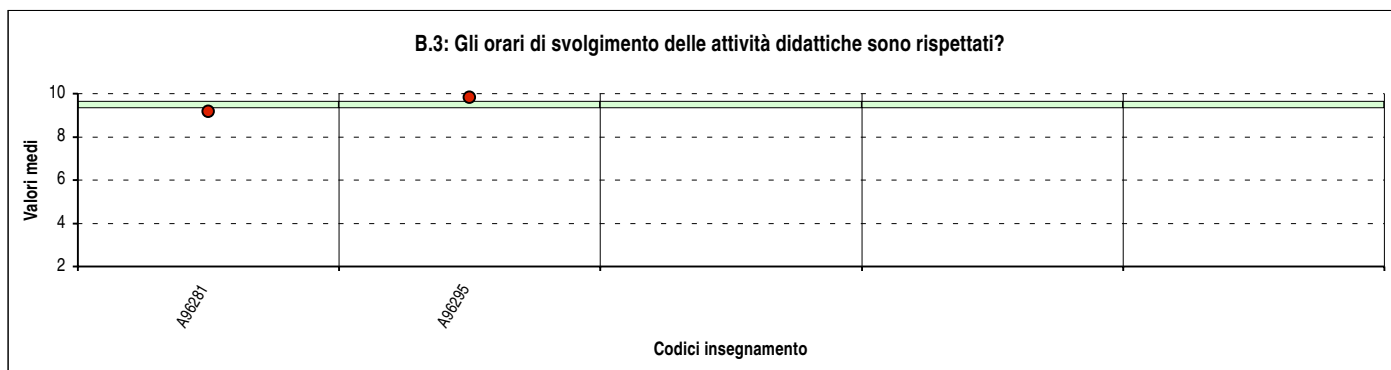 B.3: Gli orari di svolgimento delle attività didattiche sono rispettati?
Valori medi
10
8
6
4
2
A96281
A96295
Codici insegnamento